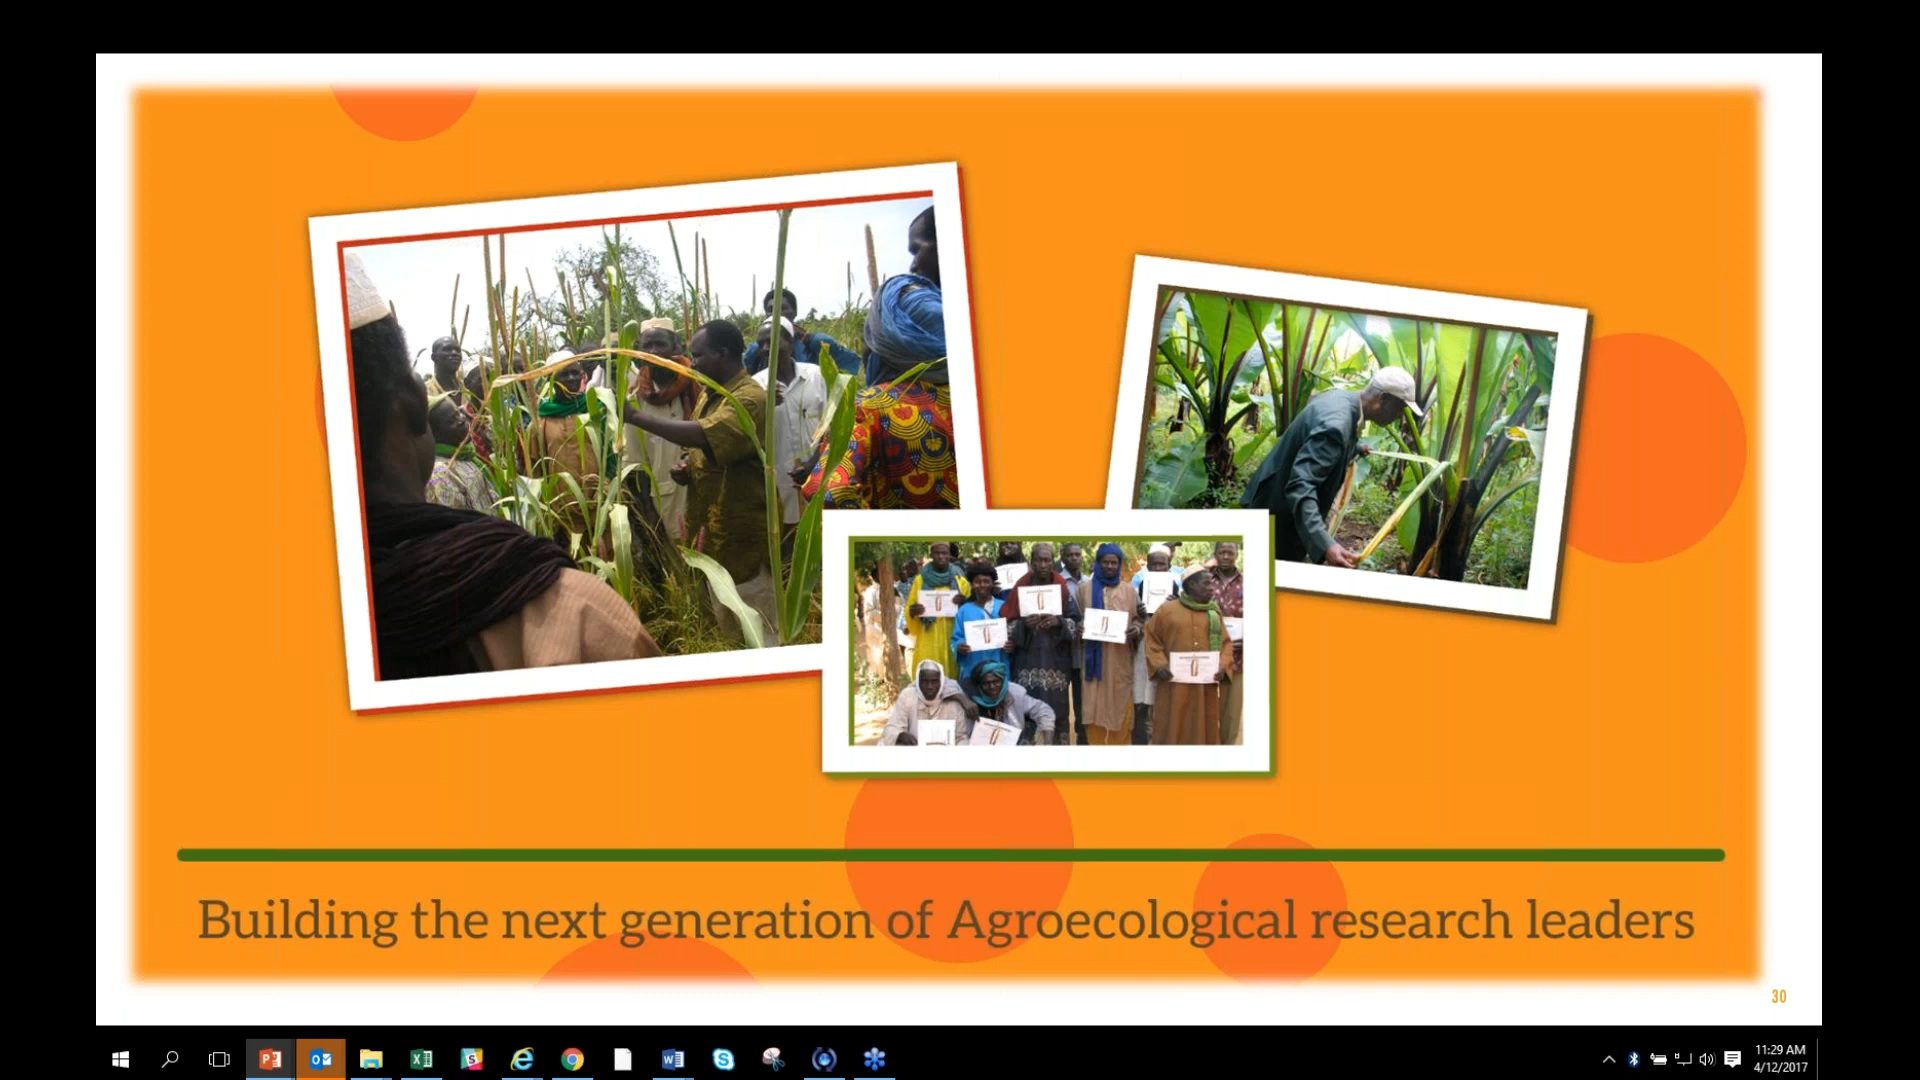 Building the next generation of Agroecological research leaders
30
11:29 AM
4/12/2017